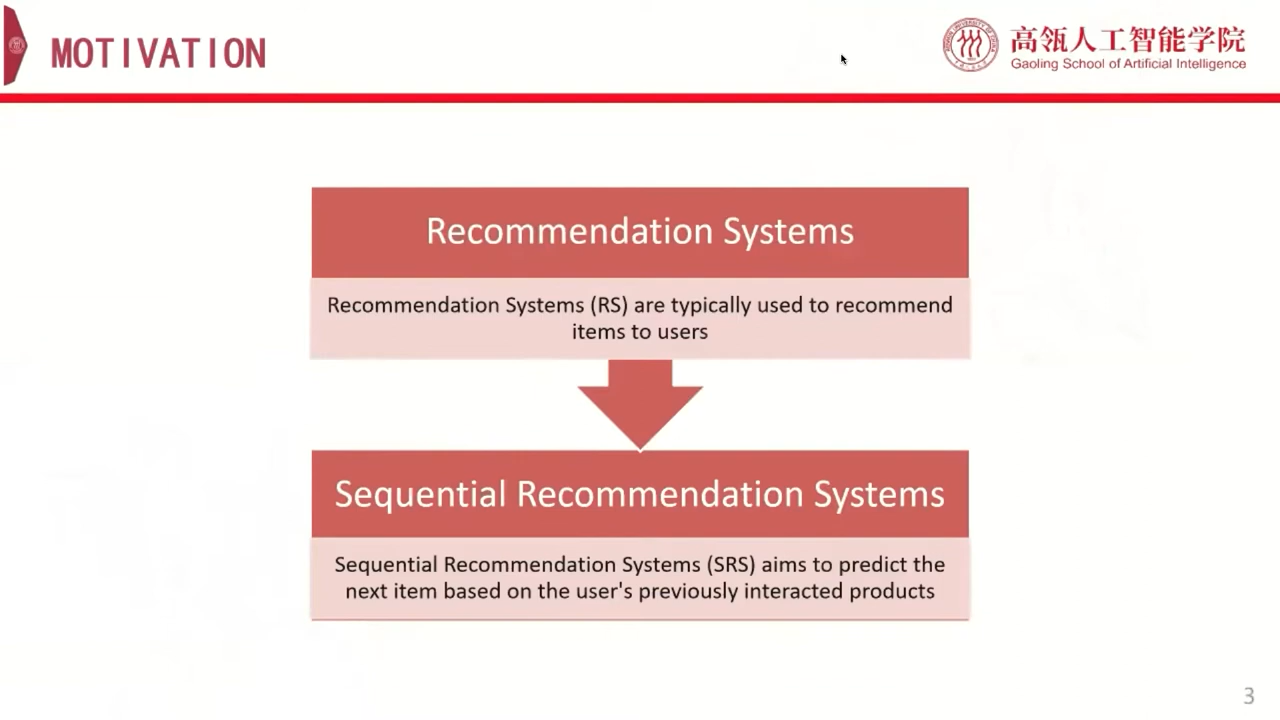 MOTIVATION
高瓴人工智能学院
Gaoling School of Artificial Intelligence
Recommendation Systems
Recommendation Systems (RS) are typically used to recommend
items to users
Sequential Recommendation Systems
Sequential Recommendation Systems (SRS) aims to predict the
next item based on the user's previously interacted products
3